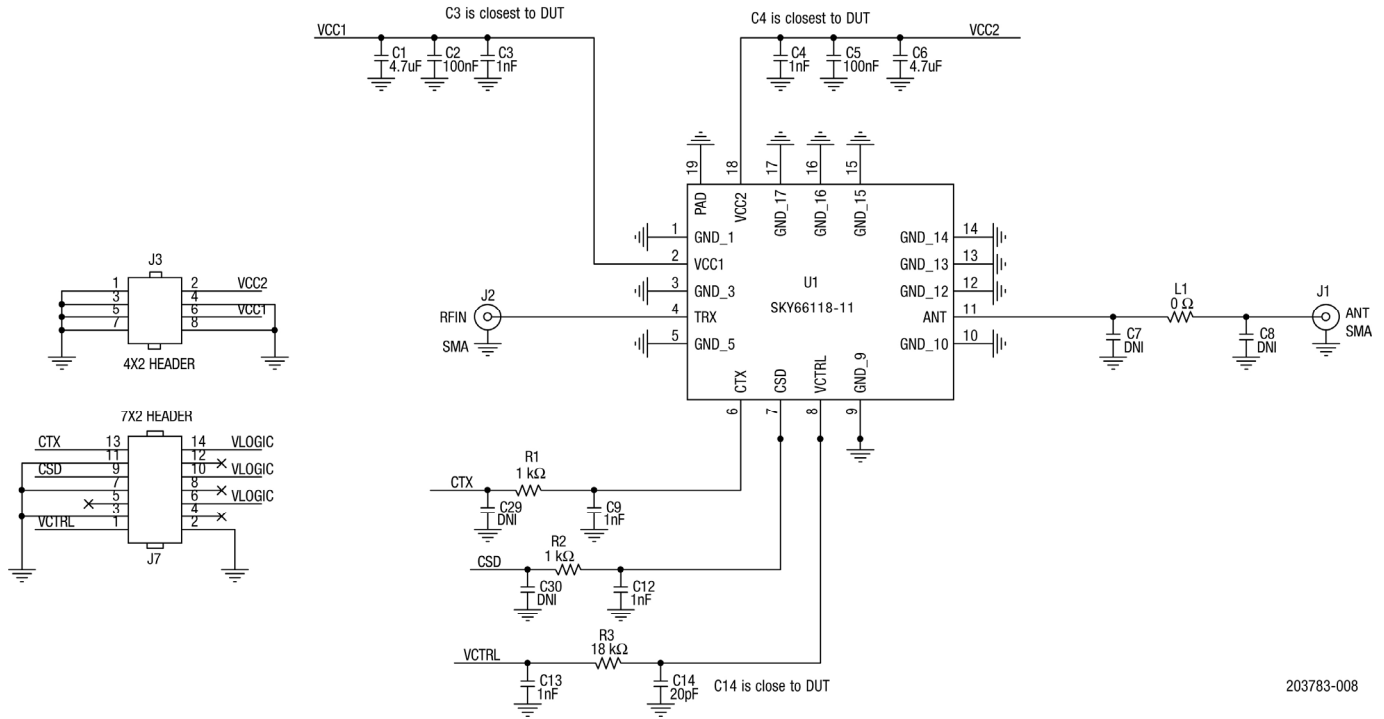 C3 is closest to DUT
VCC1
C1
4.7uF
C2
100nF
C3
1nF
C4 is closest to DUT
VCC2
C4
1nF
C5
100nF
C6
4.7uF
19
18
17
16
15
PAD
VCC2
GND_17
GND_16
GND_15
1
GND_1
2
VCC1
3
GND_3
4
TRX
5
GND_5
U1
SKY66118-11
GND_14
14
GND_13
13
GND_12
12
ANT
11
GND_10
10
CTX
CSD
VCTRL
GND_9
6
7
8
9
J2
RFIN
SMA
L1
0 Ω
C7
DNI
C8
DNI
J1
ANT
SMA
J3
1
2
VCC2
3
4
5
6
VCC1
7
8
4X2 HEADER
7X2 HEADER
CTX
13
14
VLOGIC
11
12
CSD
9
10
VLOGIC
7
8
5
6
VLOGIC
3
4
VCTRL
1
2
J7
R1
1 kΩ
CTX
C29
DNI
C9
1nF
R2
1 kΩ
CSD
C30
DNI
C12
1nF
R3
18 kΩ
VCTRL
C13
1nF
C14
20pF
C14 is close to DUT
203783-008